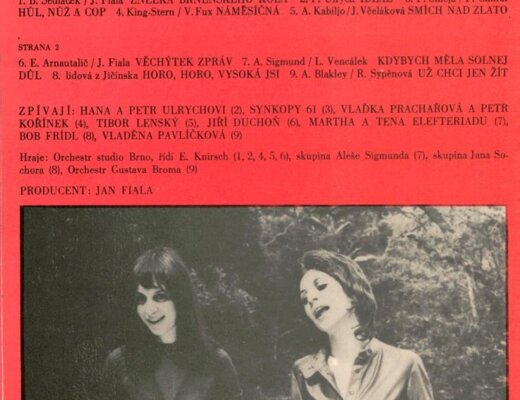 HŮL, NŮŽ A COP 4. King-Stern / V. Fux NÁMĚSÍČNÁ 5. A. Kabiljo / J. Včeláková SMÍCH NAD ZLATO
STRANA 2
6. E. Arnautalič / J. Fiala VĚCHÝTEK ZPRÁV 7. A. Sigmund / L. Vencálek KDYBYCH MĚLA SOLNEJ
DŮL 8. lidová z Jičínska HORO, HORO, VYSOKÁ JSI 9. A. Blakley / R. Sypěnová UŽ CHCI JEN ŽÍT
ZPÍVAJÍ: HANA A PETR ULRYCHOVI (2), SYNKOPY 61 (3), VLAĎKA PRACHAŘOVÁ A PETR
KOŘÍNEK (4), TIBOR LENSKÝ (5), JIŘÍ DUCHOŇ (6), MARTHA A TENA ELEFTERIADU (7),
BOB FRÍDL (8), VLADĚNA PAVLÍČKOVÁ (9)
Hraje: Orchestr studio Brno, řídí E. Knirsch (1, 2, 4, 5, 6), skupina Aleše Sigmunda (7), skupina Jana So-
chora (8), Orchestr Gustava Broma (9)
PRODUCENT: JAN FIALA